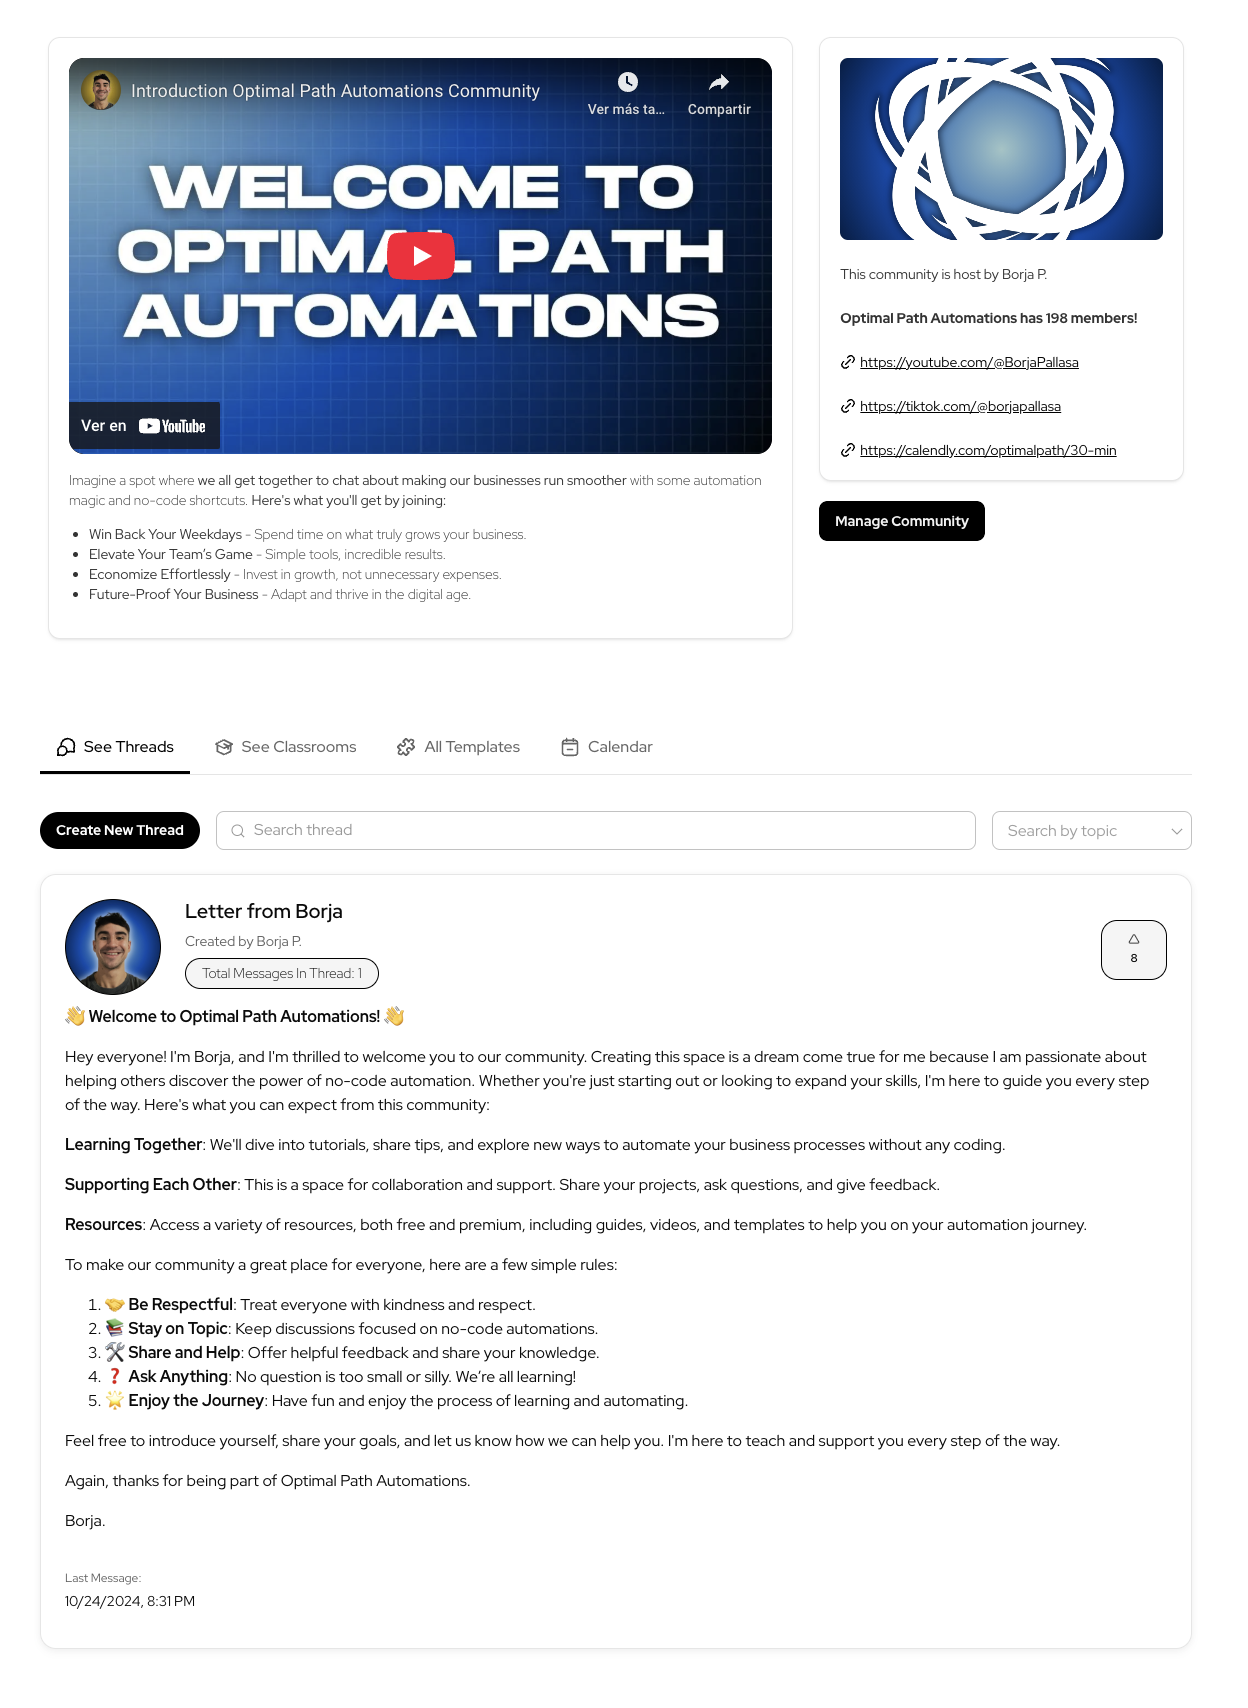 Introduction Optimal Path Automations Community
Ver más ta...
Compartir
WELCOME TO
OPTIMAL PATH
AUTOMATIONS
Ver en YouTube
Imagine a spot where we all get together to chat about making our businesses run smoother with some automation
magic and no-code shortcuts. Here's what you'll get by joining:
• Win Back Your Weekdays - Spend time on what truly grows your business.
• Elevate Your Team’s Game - Simple tools, incredible results.
• Economize Effortlessly - Invest in growth, not unnecessary expenses.
• Future-Proof Your Business - Adapt and thrive in the digital age.
This community is host by Borja P.
Optimal Path Automations has 198 members!
https://youtube.com/@BorjaPallasa
https://tiktok.com/@borjapallasa
https://calendly.com/optimalpath/30-min
Manage Community
See Threads
See Classrooms
All Templates
Calendar
Create New Thread
Search thread
Search by topic
Letter from Borja
Created by Borja P.
Total Messages In Thread: 1
8
👋 Welcome to Optimal Path Automations! 👋
Hey everyone! I'm Borja, and I'm thrilled to welcome you to our community. Creating this space is a dream come true for me because I am passionate about
helping others discover the power of no-code automation. Whether you're just starting out or looking to expand your skills, I'm here to guide you every step
of the way. Here's what you can expect from this community:
Learning Together: We'll dive into tutorials, share tips, and explore new ways to automate your business processes without any coding.
Supporting Each Other: This is a space for collaboration and support. Share your projects, ask questions, and give feedback.
Resources: Access a variety of resources, both free and premium, including guides, videos, and templates to help you on your automation journey.
To make our community a great place for everyone, here are a few simple rules:
1. 🤝 Be Respectful: Treat everyone with kindness and respect.
2. 📚 Stay on Topic: Keep discussions focused on no-code automations.
3. 🛠️ Share and Help: Offer helpful feedback and share your knowledge.
4. ❓ Ask Anything: No question is too small or silly. We’re all learning!
5. 🌟 Enjoy the Journey: Have fun and enjoy the process of learning and automating.
Feel free to introduce yourself, share your goals, and let us know how we can help you. I'm here to teach and support you every step of the way.
Again, thanks for being part of Optimal Path Automations.
Borja.
Last Message:
10/24/2024, 8:31 PM